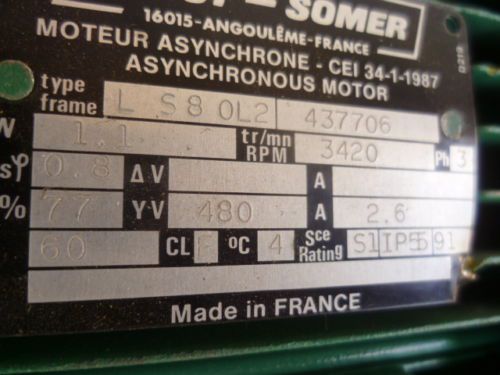 SOMER
16015-ANGOULÊME-FRANCE
MOTEUR ASYNCHRONE - CEI 34-1-1987
ASYNCHRONOUS MOTOR
type frame L S 8 0L2 437706
W 1.1 tr/mn RPM 3420 Ph 3
sφ 0.8 Δ V A
% 77 Y V 480 A 2.6
60 CL F °C 4 Sce Rating S1 IP55 91
Made in FRANCE